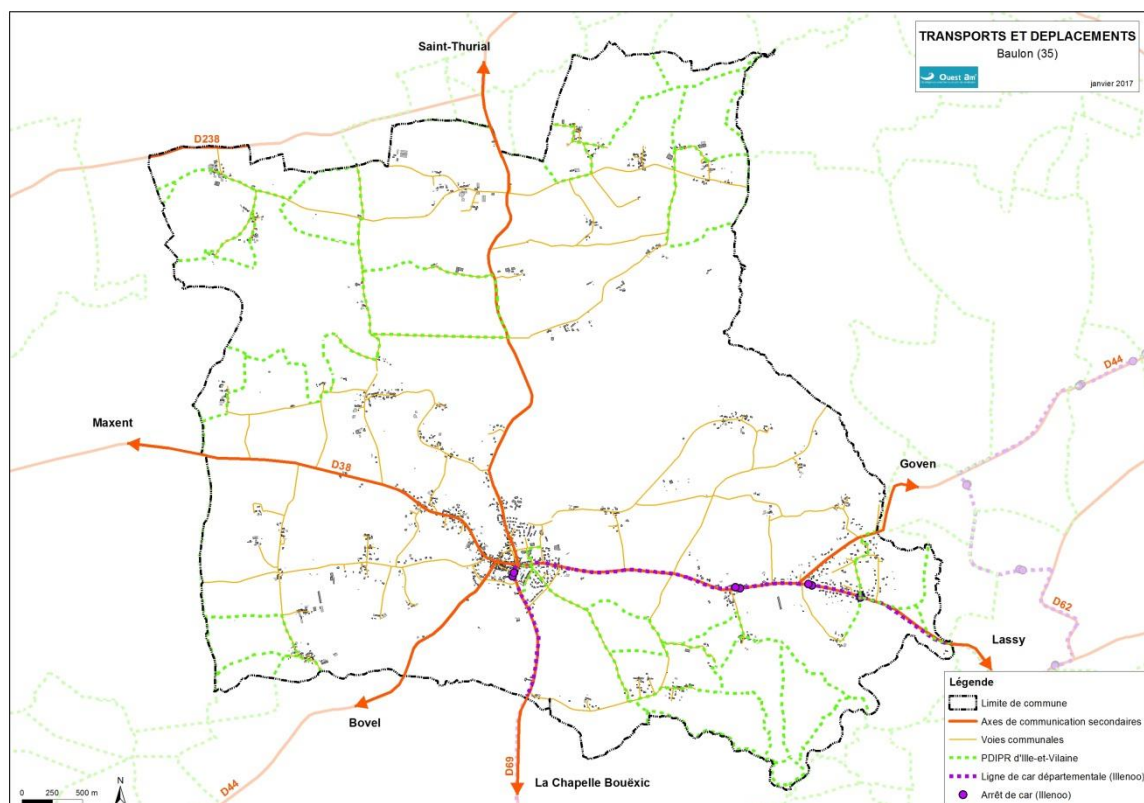 TRANSPORTS ET DEPLACEMENTS
Baulon (35)
Ouest am'
janvier 2017
Saint-Thurial
D238
D44
Maxent
D38
Goven
D62
Lassy
Bovel
D44
D69
La Chapelle Bouëxic
Légende
Limite de commune
Axes de communication secondaires
Voies communales
PDIPR d'Ille-et-Vilaine
Ligne de car départementale (Illenoo)
Arrêt de car (Illenoo)
N
0 250 500 m